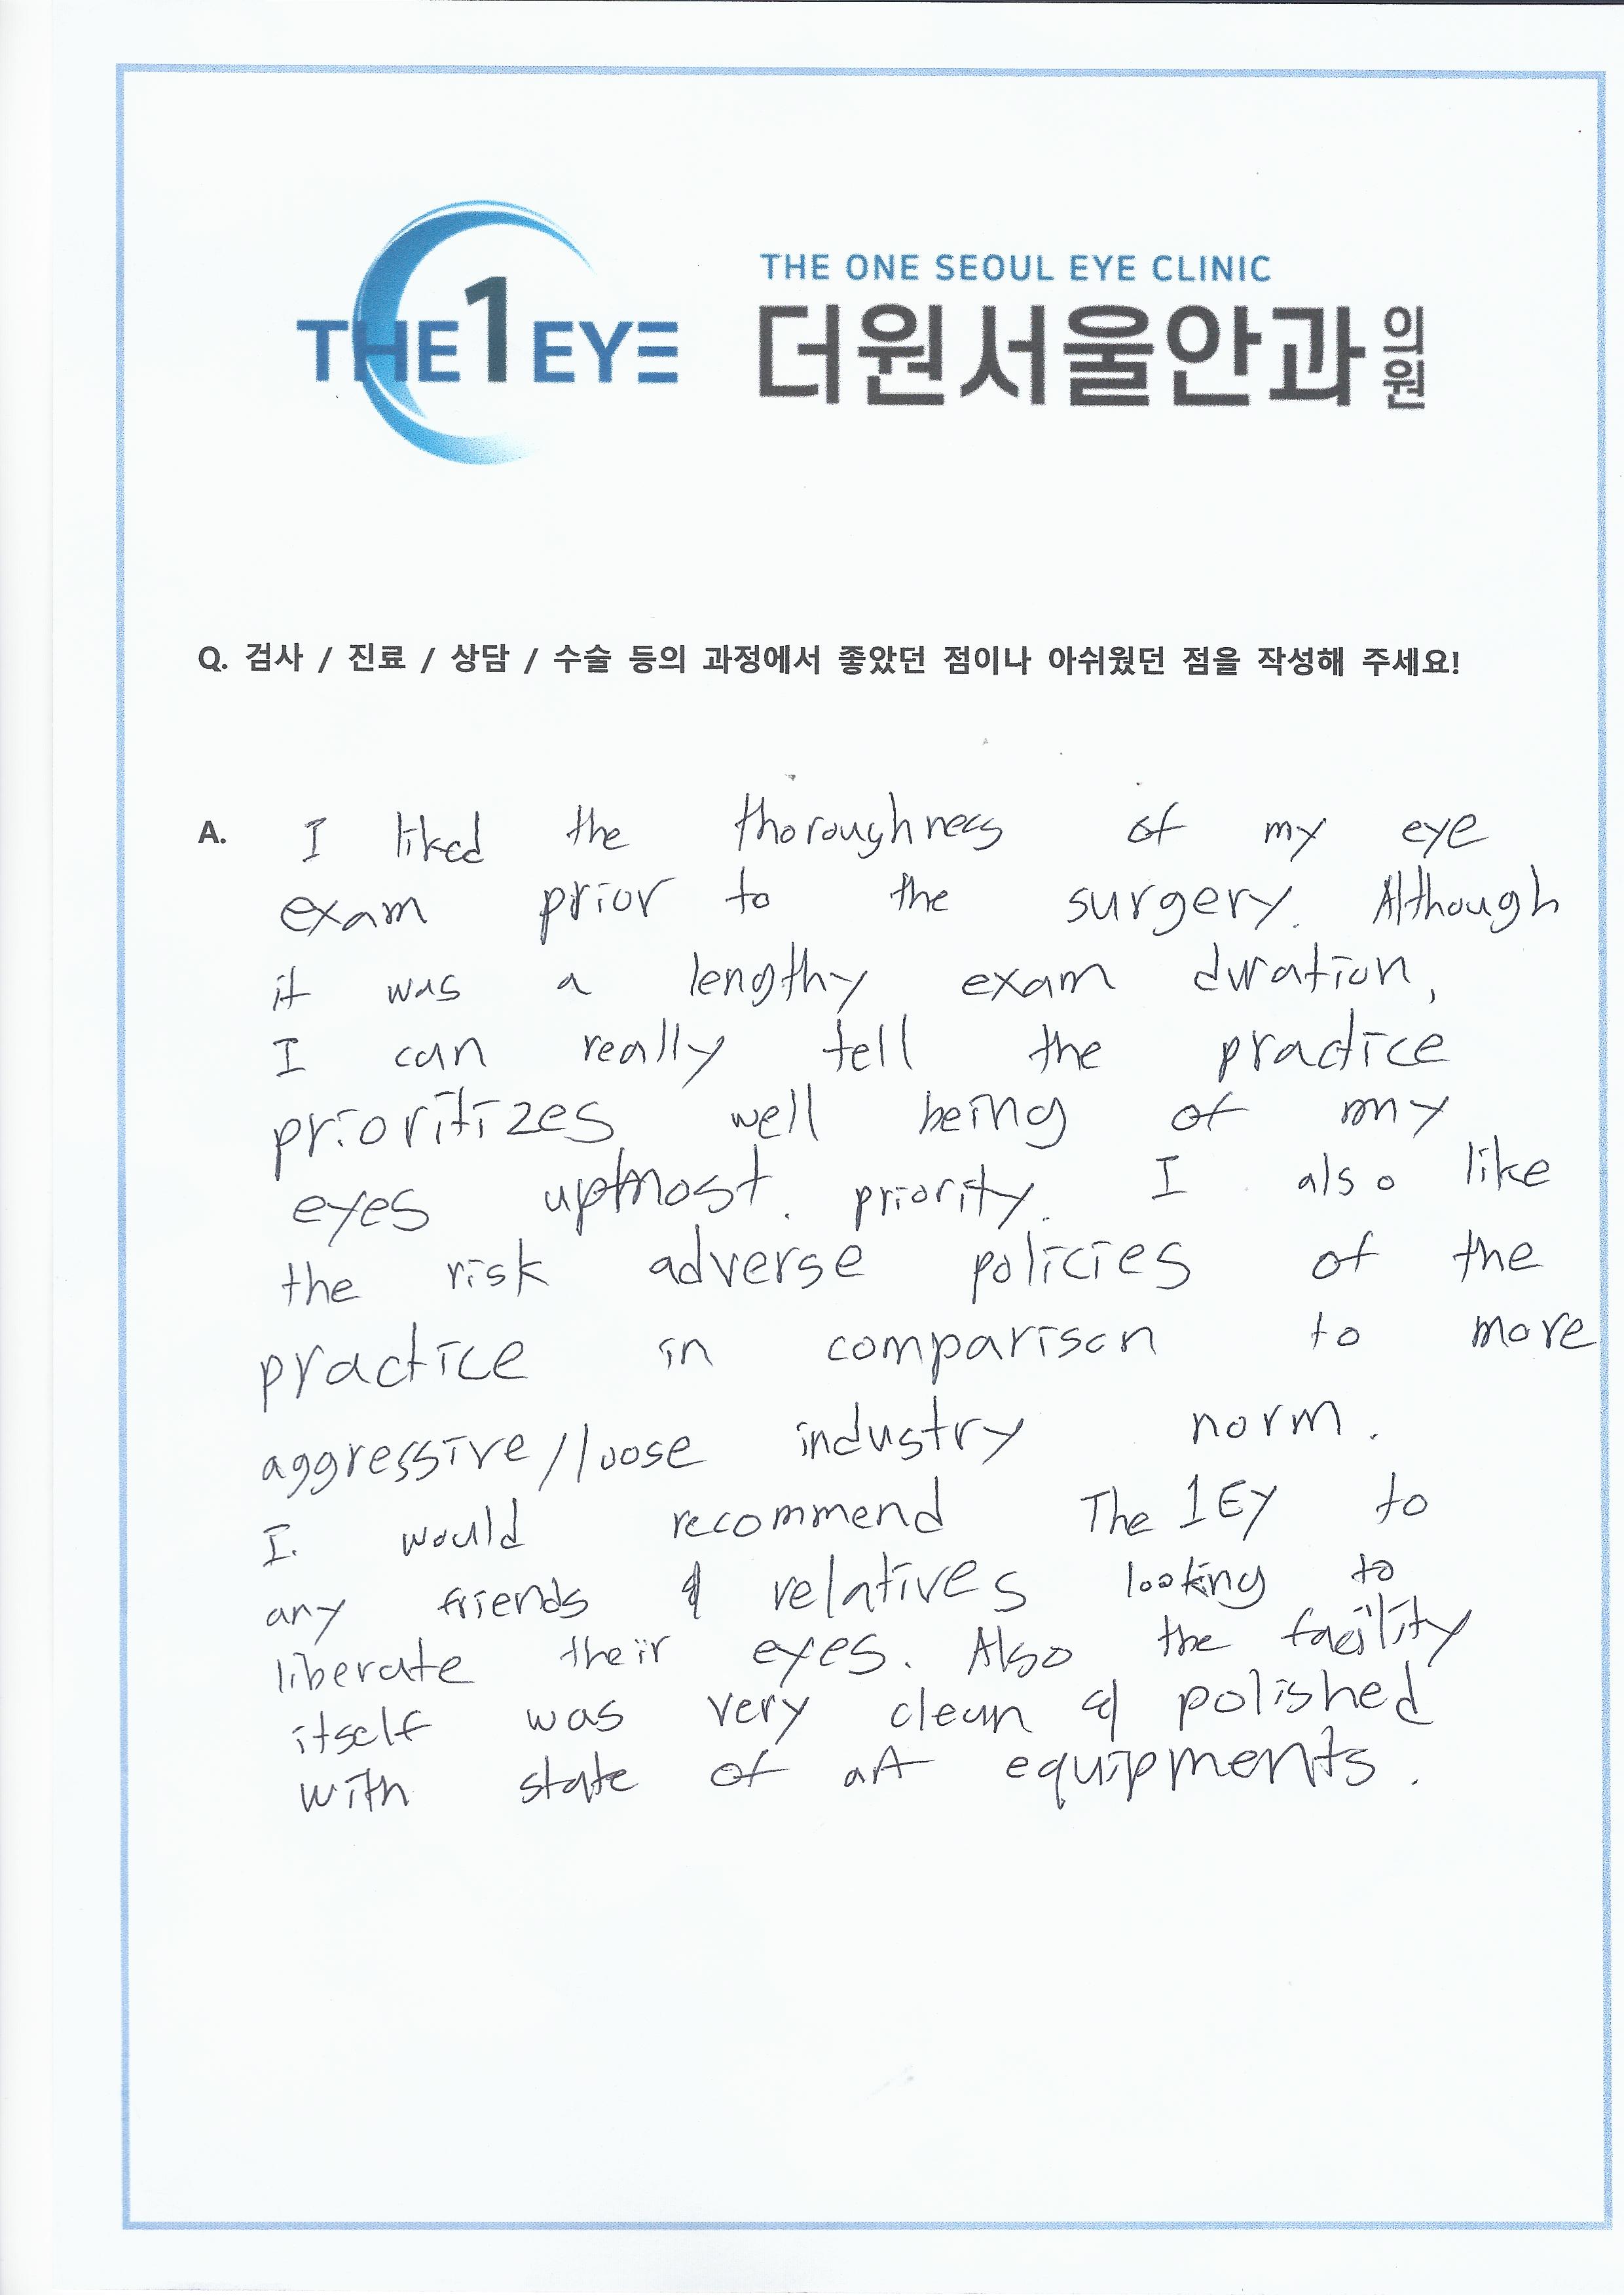 THE 1 EYE
THE ONE SEOUL EYE CLINIC
더원서울안과의원
Q. 검사 / 진료 / 상담 / 수술 등의 과정에서 좋았던 점이나 아쉬웠던 점을 작성해 주세요!
A. I liked the thoroughness of my eye
exam prior to the surgery. Although
it was a lengthy exam duration,
I can really tell the practice
prioritizes well being of my
eyes upmost. priority. I also like
the risk adverse policies of the
practice in comparison to more
aggressive/loose industry norm.
I. would recommend The 1EY to
any friends & relatives looking to
liberate their eyes. Also the facility
itself was very clean & polished
with state of art equipments.